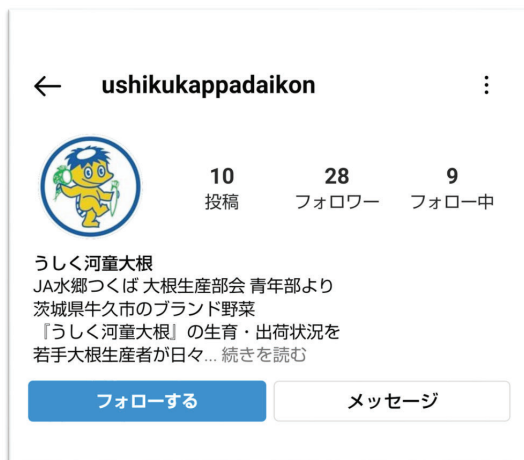 ushikukappadaikon
10 28 9
投稿 フォロワー フォロー中
うしく河童大根
JA水郷つくば 大根生産部会 青年部より
茨城県牛久市のブランド野菜
『うしく河童大根』の生育・出荷状況を
若手大根生産者が日々... 続きを読む
フォローする メッセージ